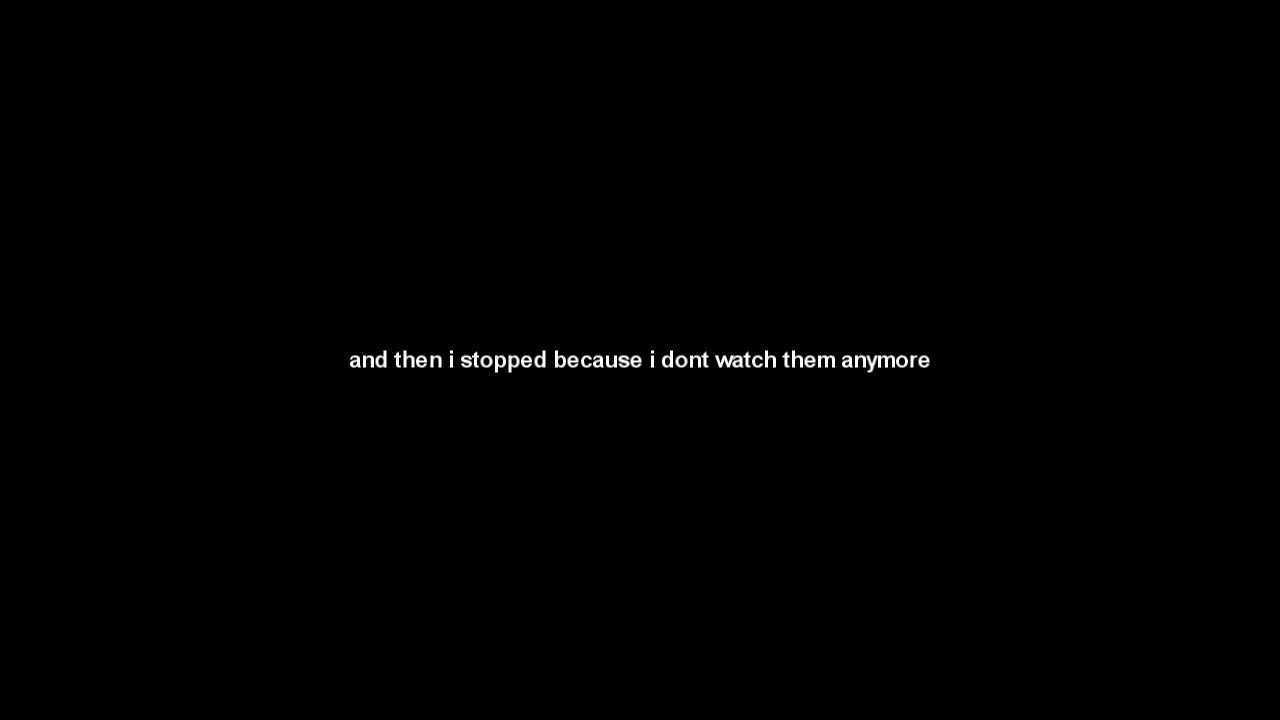 and then i stopped because i dont watch them anymore